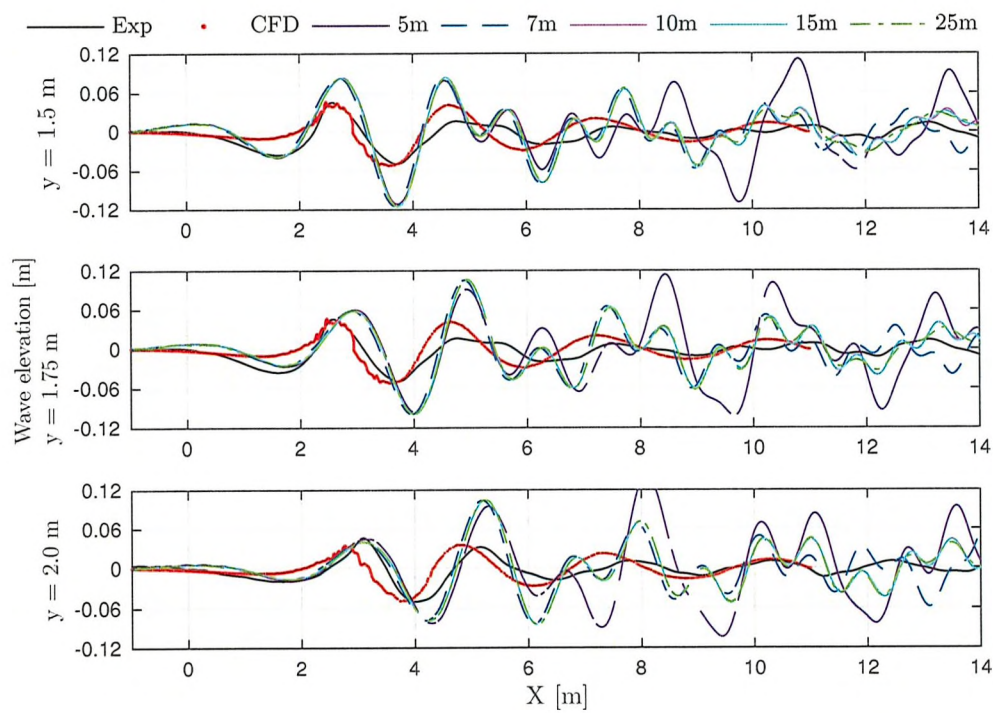 Exp CFD 5m 7m 10m 15m 25m
0.12
0.06
0
-0.06
-0.12
y = 1.5 m
0 2 4 6 8 10 12 14
Wave elevation [m]
0.12
0.06
0
-0.06
-0.12
y = 1.75 m
0 2 4 6 8 10 12 14
0.12
0.06
0
-0.06
-0.12
y = 2.0 m
0 2 4 6 8 10 12 14
X [m]